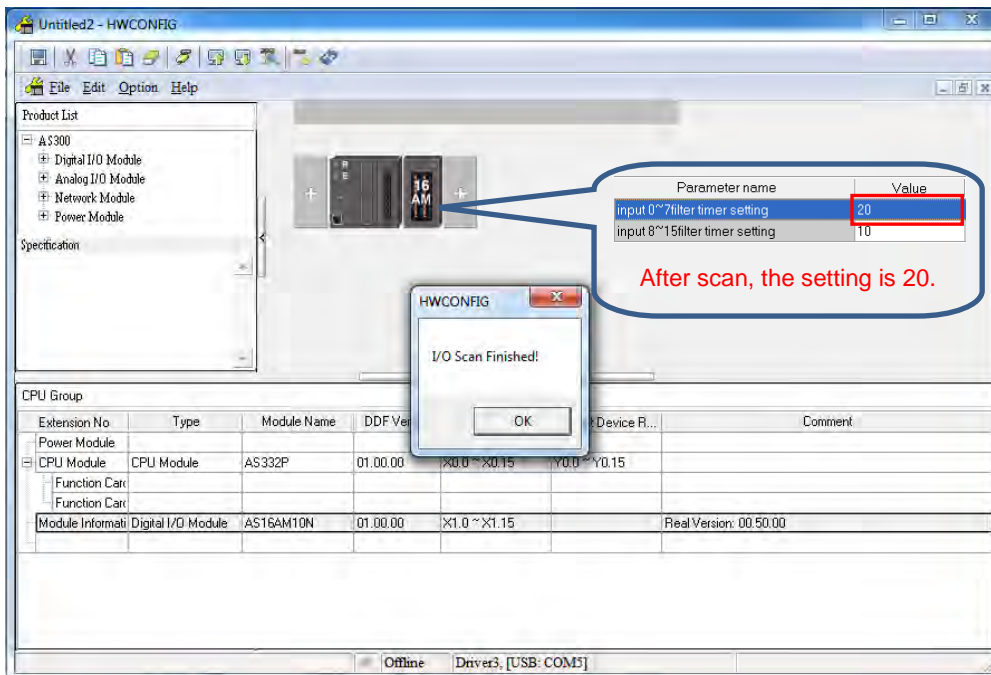 Untitled2 - HWCONFIG
File Edit Option Help
Product List
AS300
Digital I/O Module
Analog I/O Module
Network Module
Power Module
Specification
R
E
16
AM
Parameter name Value
input 0~7filter timer setting 20
input 8~15filter timer setting 10
After scan, the setting is 20.
HWCONFIG
I/O Scan Finished!
OK
CPU Group
Extension No Type Module Name DDF Ver Device R... Comment
Power Module
CPU Module CPU Module AS332P 01.00.00 X0.0 ~ X0.15 Y0.0 ~ Y0.15
Function Card
Function Card
Module Informati Digital I/O Module AS16AM10N 01.00.00 X1.0 ~ X1.15 Real Version: 00.50.00
Offline Driver3, [USB: COM5]